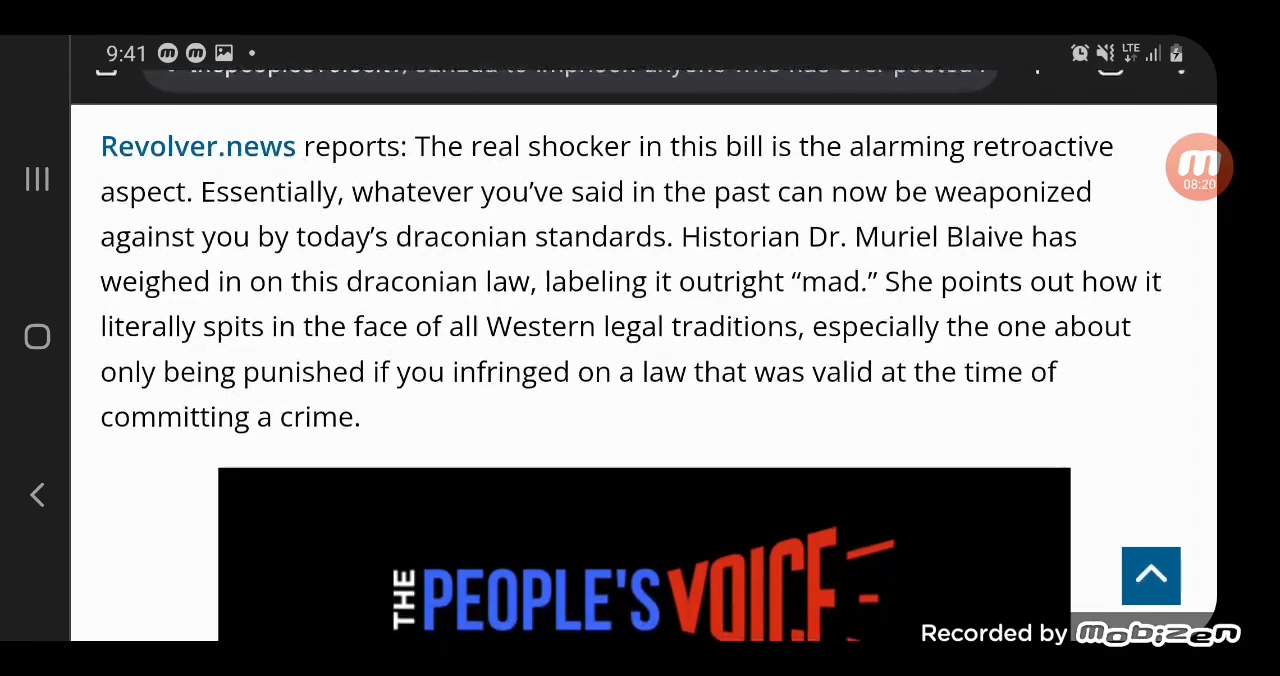 9:41
LTE
Revolver.news reports: The real shocker in this bill is the alarming retroactive
aspect. Essentially, whatever you’ve said in the past can now be weaponized
against you by today’s draconian standards. Historian Dr. Muriel Blaive has
weighed in on this draconian law, labeling it outright “mad.” She points out how it
literally spits in the face of all Western legal traditions, especially the one about
only being punished if you infringed on a law that was valid at the time of
committing a crime.
08:20
THE PEOPLE'S VOICE
Recorded by mobizen